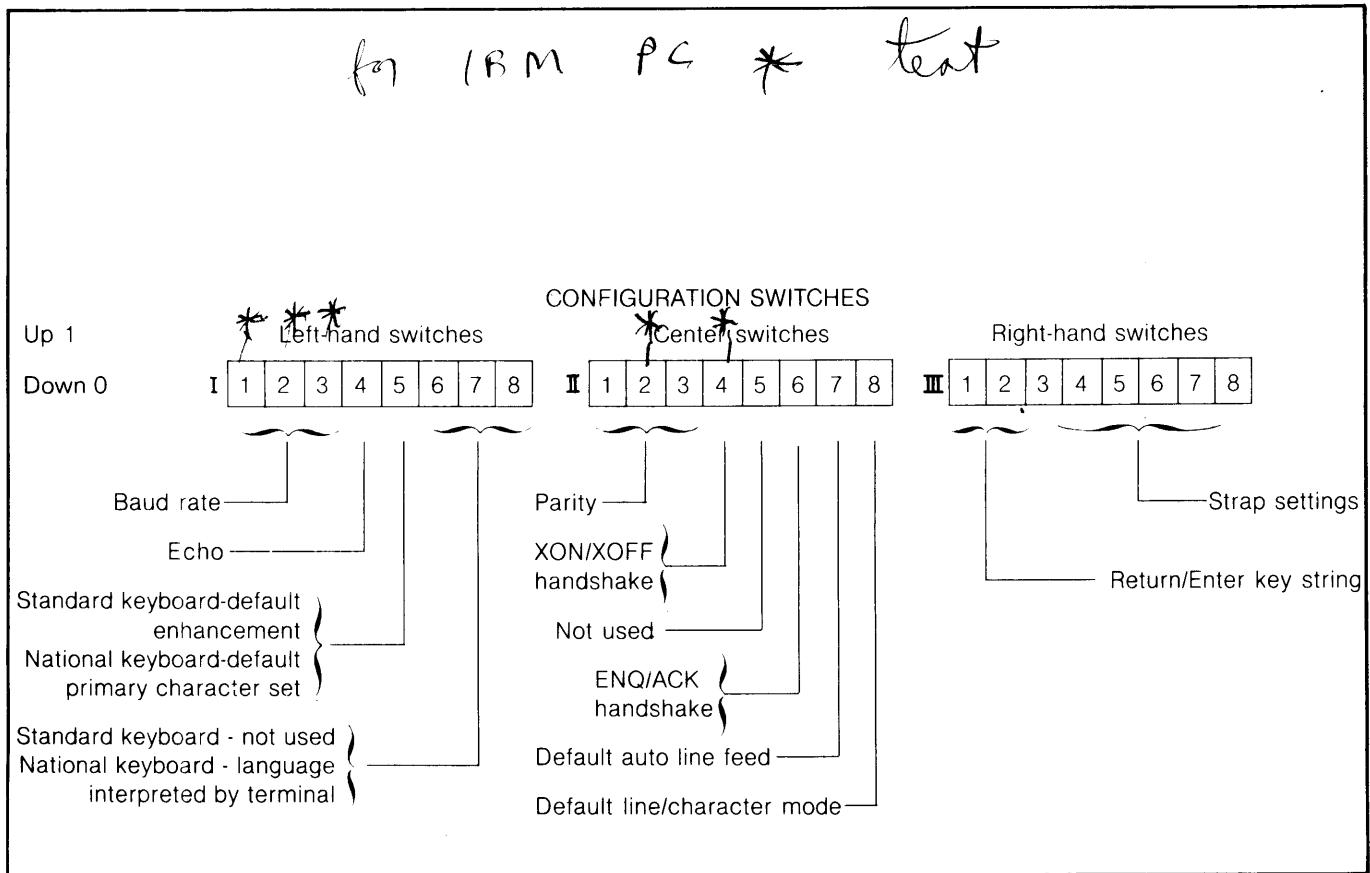 for IBM PC * test
CONFIGURATION SWITCHES
Up 1
* * * Left-hand switches
* Center * switches
Right-hand switches
Down 0
I 1 2 3 4 5 6 7 8
II 1 2 3 4 5 6 7 8
III 1 2 3 4 5 6 7 8
Baud rate
Echo
Standard keyboard-default
enhancement
National keyboard-default
primary character set
Standard keyboard - not used
National keyboard - language
interpreted by terminal
Parity
XON/XOFF
handshake
Not used
ENQ/ACK
handshake
Default auto line feed
Default line/character mode
Strap settings
Return/Enter key string